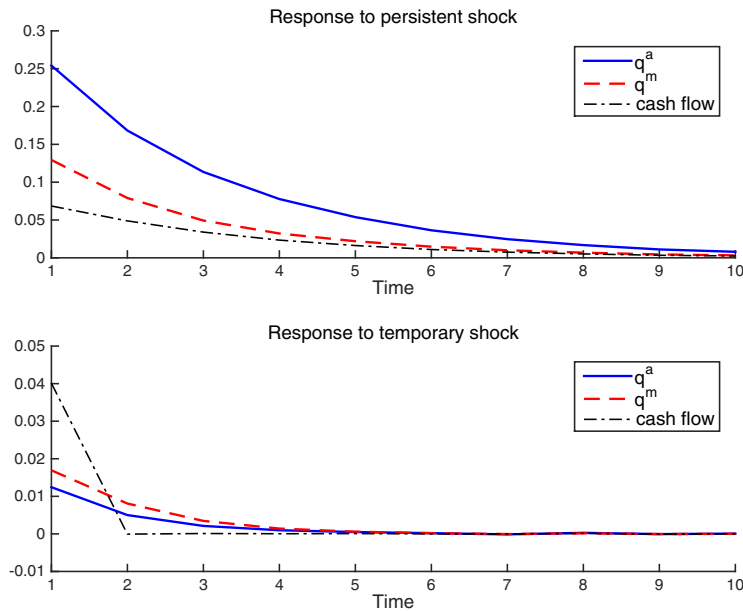 Response to persistent shock
0.3
0.25
0.2
0.15
0.1
0.05
0
q^a
q^m
cash flow
1 2 3 4 5 6 7 8 9 10
Time
Response to temporary shock
0.05
0.04
0.03
0.02
0.01
0
-0.01
q^a
q^m
cash flow
1 2 3 4 5 6 7 8 9 10
Time